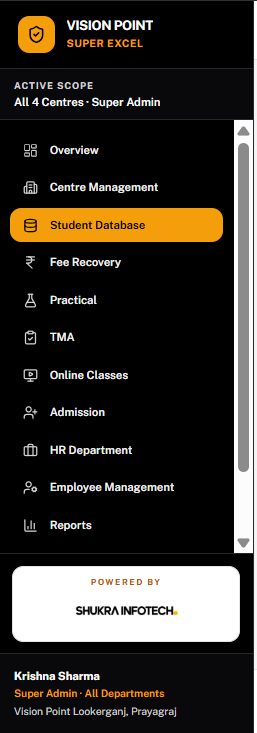 VISION POINT
SUPER EXCEL
ACTIVE SCOPE
All 4 Centres · Super Admin
Overview
Centre Management
Student Database
Fee Recovery
Practical
TMA
Online Classes
Admission
HR Department
Employee Management
Reports
POWERED BY
SHUKRA INFOTECH.
Krishna Sharma
Super Admin · All Departments
Vision Point Lookerganj, Prayagraj